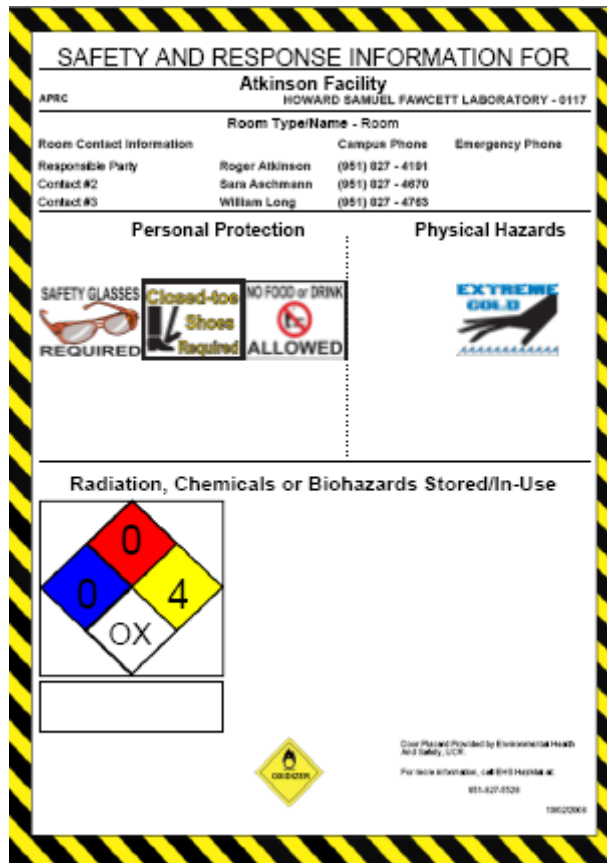 SAFETY AND RESPONSE INFORMATION FOR
Atkinson Facility
APRC HOWARD SAMUEL FAWCETT LABORATORY - 0117
Room Type/Name - Room
Room Contact Information Campus Phone Emergency Phone
Responsible Party Roger Atkinson (951) 827 - 4191
Contact #2 Sara Aschmann (951) 827 - 4670
Contact #3 William Long (951) 827 - 4763
Personal Protection Physical Hazards
SAFETY GLASSES
REQUIRED
Closed-toe
Shoes
Required
NO FOOD or DRINK
ALLOWED
EXTREME
COLD
Radiation, Chemicals or Biohazards Stored/In-Use
0
0 4
OX
OXIDIZER
Door Placard Provided by Environmental Health
And Safety, UCR.
For more information, call EH&S at
951-827-5528